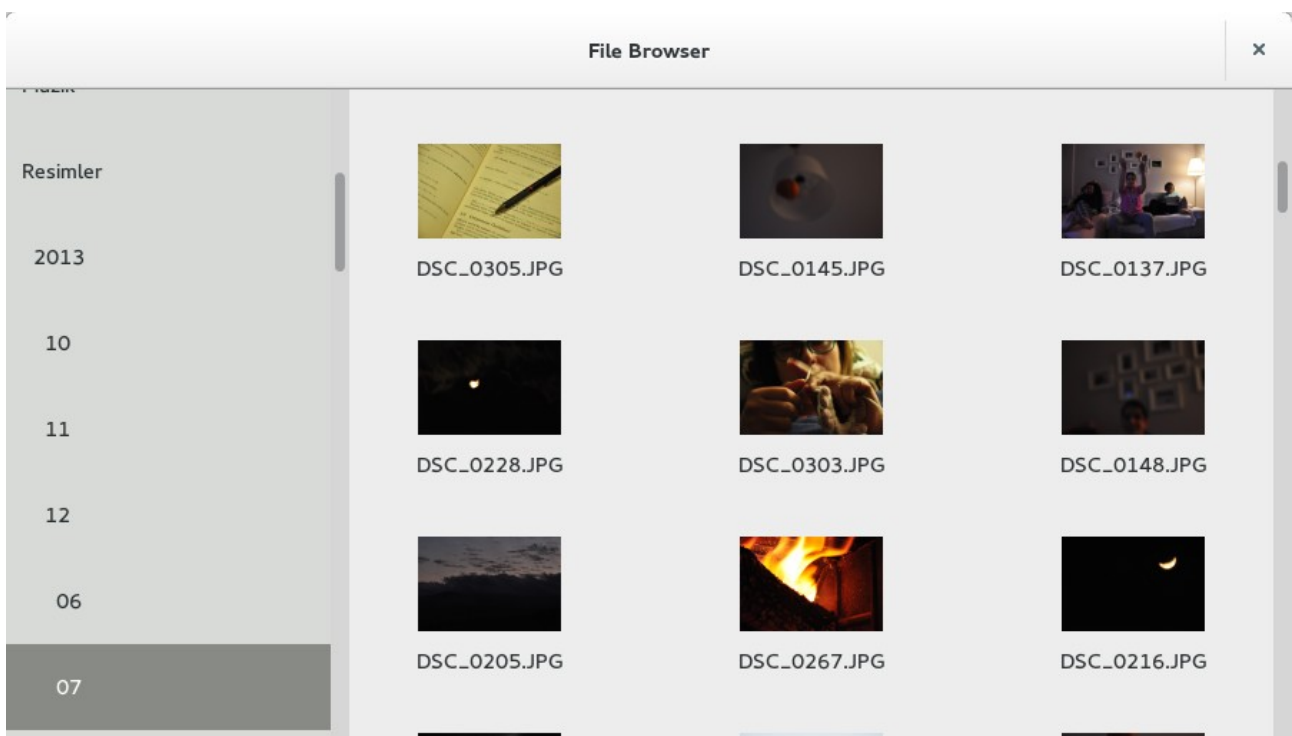 File Browser
×
Resimler
2013
10
11
12
06
07
DSC_0305.JPG
DSC_0145.JPG
DSC_0137.JPG
DSC_0228.JPG
DSC_0303.JPG
DSC_0148.JPG
DSC_0205.JPG
DSC_0267.JPG
DSC_0216.JPG